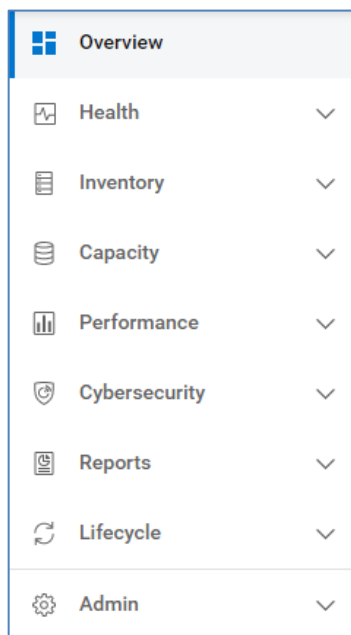 Overview
Health
Inventory
Capacity
Performance
Cybersecurity
Reports
Lifecycle
Admin